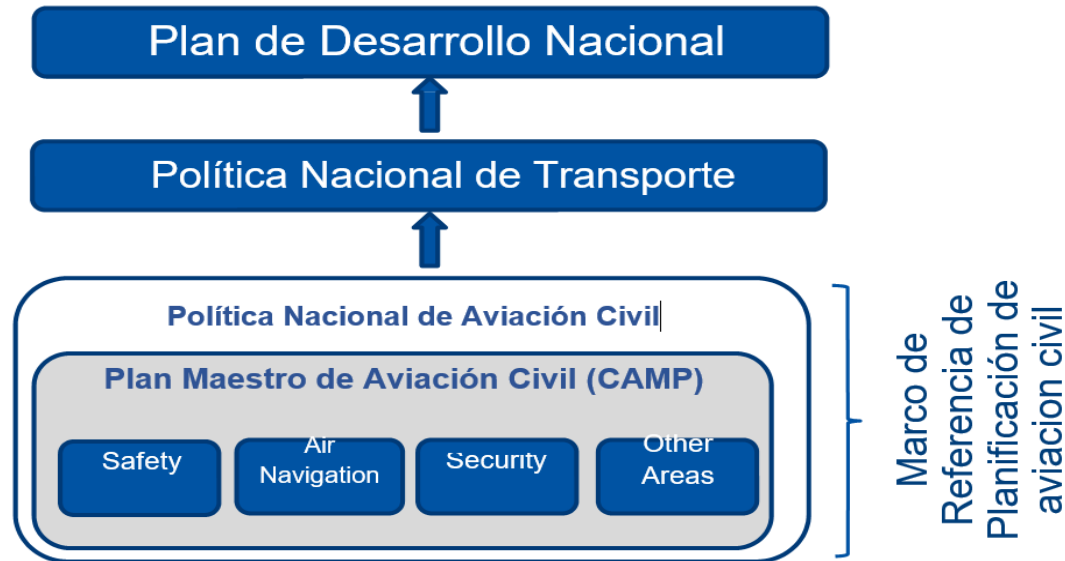 Plan de Desarrollo Nacional
Política Nacional de Transporte
Política Nacional de Aviación Civil
Plan Maestro de Aviación Civil (CAMP)
Safety
Air
Navigation
Security
Other
Areas
Marco de
Referencia de
Planificación de
aviacion civil